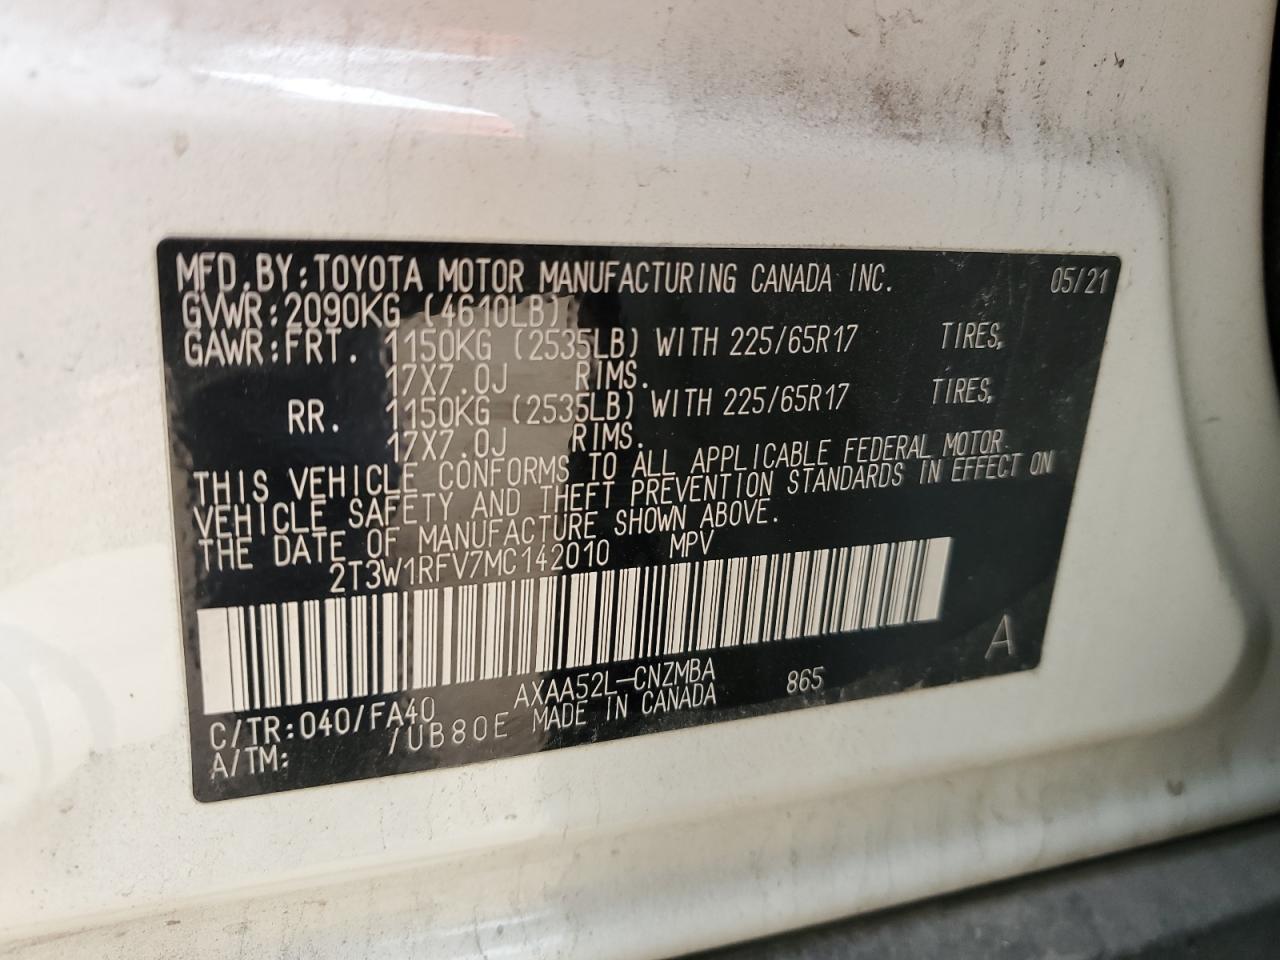 MFD.BY:TOYOTA MOTOR MANUFACTURING CANADA INC. 05/21
GVWR:2090KG (4610LB)
GAWR:FRT. 1150KG (2535LB) WITH 225/65R17 TIRES,
17X7.0J RIMS.
RR. 1150KG (2535LB) WITH 225/65R17 TIRES,
17X7.0J RIMS.
THIS VEHICLE CONFORMS TO ALL APPLICABLE FEDERAL MOTOR
VEHICLE SAFETY AND THEFT PREVENTION STANDARDS IN EFFECT ON
THE DATE OF MANUFACTURE SHOWN ABOVE.
2T3W1RFV7MC142010 MPV
A
C/TR:040/FA40 AXAA52L-CNZMBA 865
A/TM: /UB80E MADE IN CANADA